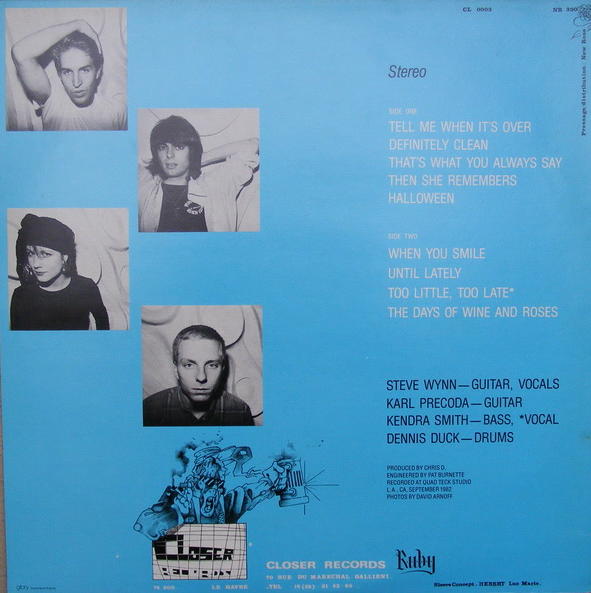 CL 0003
NR 350
Pressage/distribution. New Rose
Stereo
SIDE ONE
TELL ME WHEN IT'S OVER
DEFINITELY CLEAN
THAT'S WHAT YOU ALWAYS SAY
THEN SHE REMEMBERS
HALLOWEEN
SIDE TWO
WHEN YOU SMILE
UNTIL LATELY
TOO LITTLE, TOO LATE*
THE DAYS OF WINE AND ROSES
STEVE WYNN—GUITAR, VOCALS
KARL PRECODA—GUITAR
KENDRA SMITH—BASS, *VOCAL
DENNIS DUCK—DRUMS
PRODUCED BY CHRIS D.
ENGINEERED BY PAT BURNETTE
RECORDED AT QUAD TECK STUDIO
L.A., CA, SEPTEMBER 1982
PHOTOS BY DAVID ARNOFF
CLOSER
RECORDS
76 600 LE HAVRE
CLOSER RECORDS
70 RUE DU MARECHAL GALLIENI
.TEL
Ruby
Sleeve Concept. HEBERT Luc Marie.